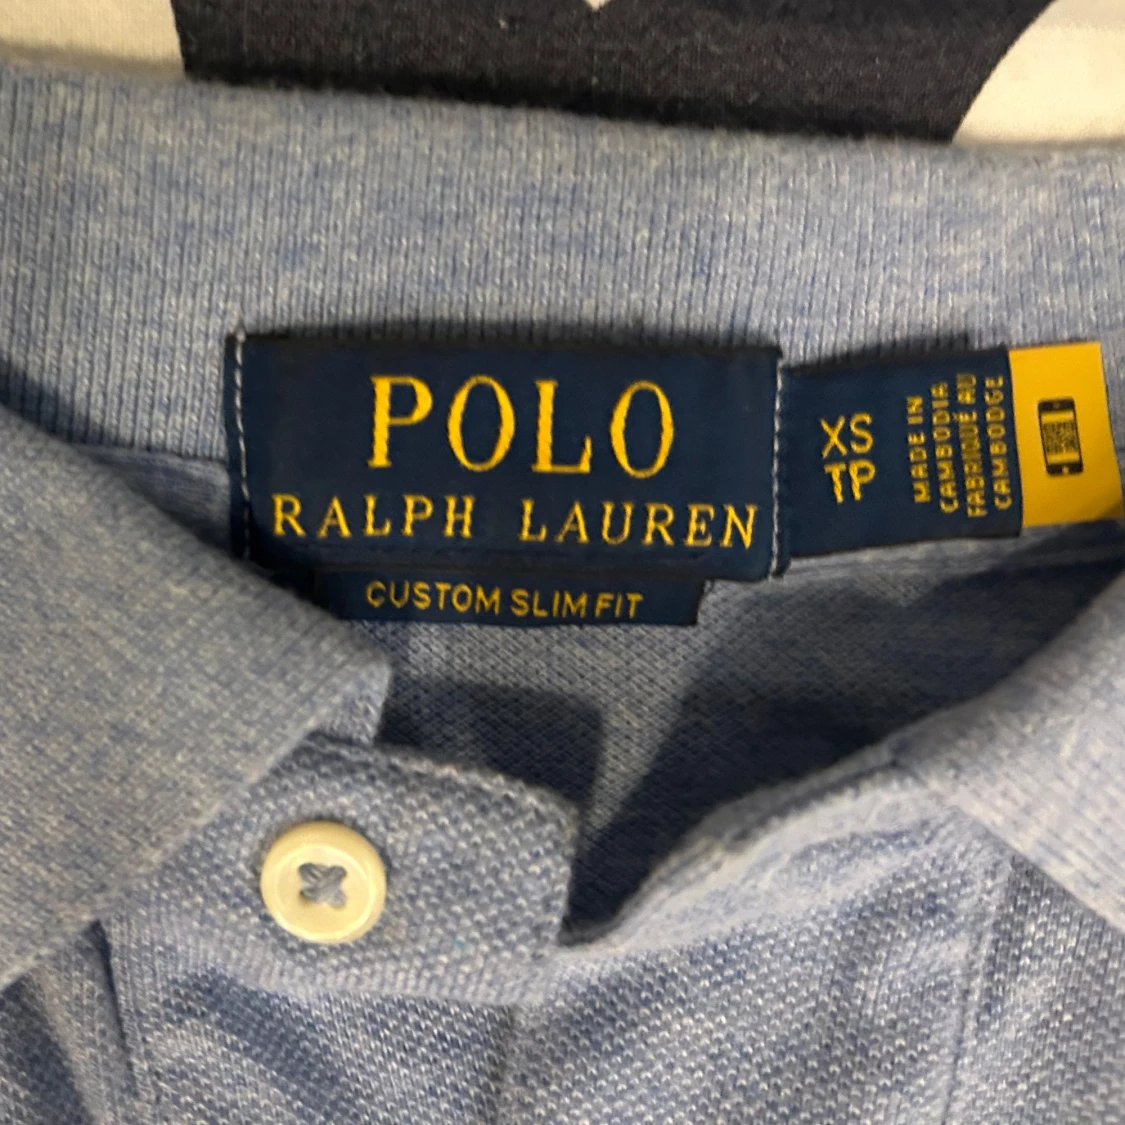 POLO
RALPH LAUREN
CUSTOM SLIM FIT
XS
TP
MADE IN
CAMBODIA
FABRIQUÉ AU
CAMBODGE